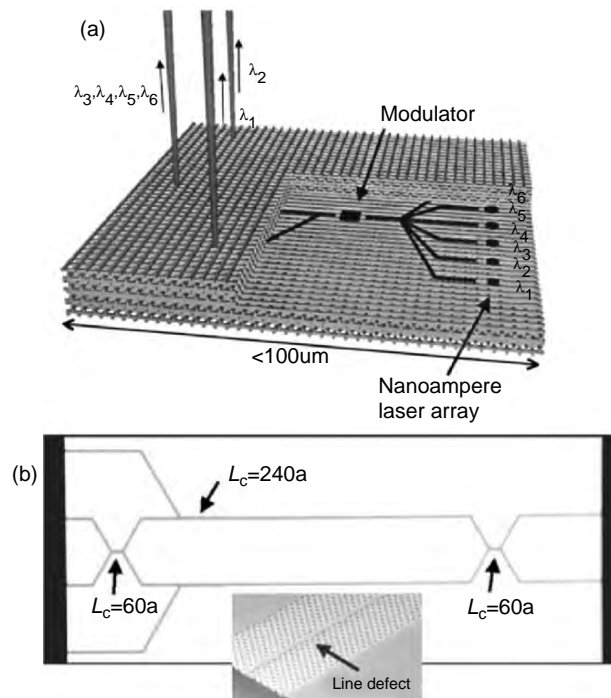 (a)
λ2
λ3,λ4,λ5,λ6
λ1
Modulator
λ6
λ5
λ4
λ3
λ2
λ1
<100um
Nanoampere
laser array
(b)
Lc=240a
Lc=60a
Lc=60a
Line defect